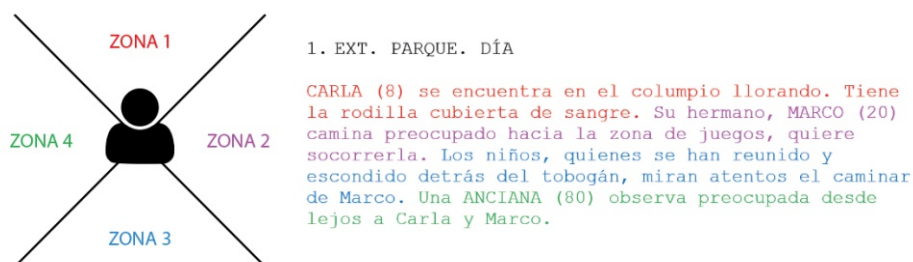 ZONA 1
ZONA 4
ZONA 2
ZONA 3
1. EXT. PARQUE. DÍA
CARLA (8) se encuentra en el columpio llorando. Tiene
la rodilla cubierta de sangre. Su hermano, MARCO (20)
camina preocupado hacia la zona de juegos, quiere
socorrerla. Los niños, quienes se han reunido y
escondido detrás del tobogán, miran atentos el caminar
de Marco. Una ANCIANA (80) observa preocupada desde
lejos a Carla y Marco.